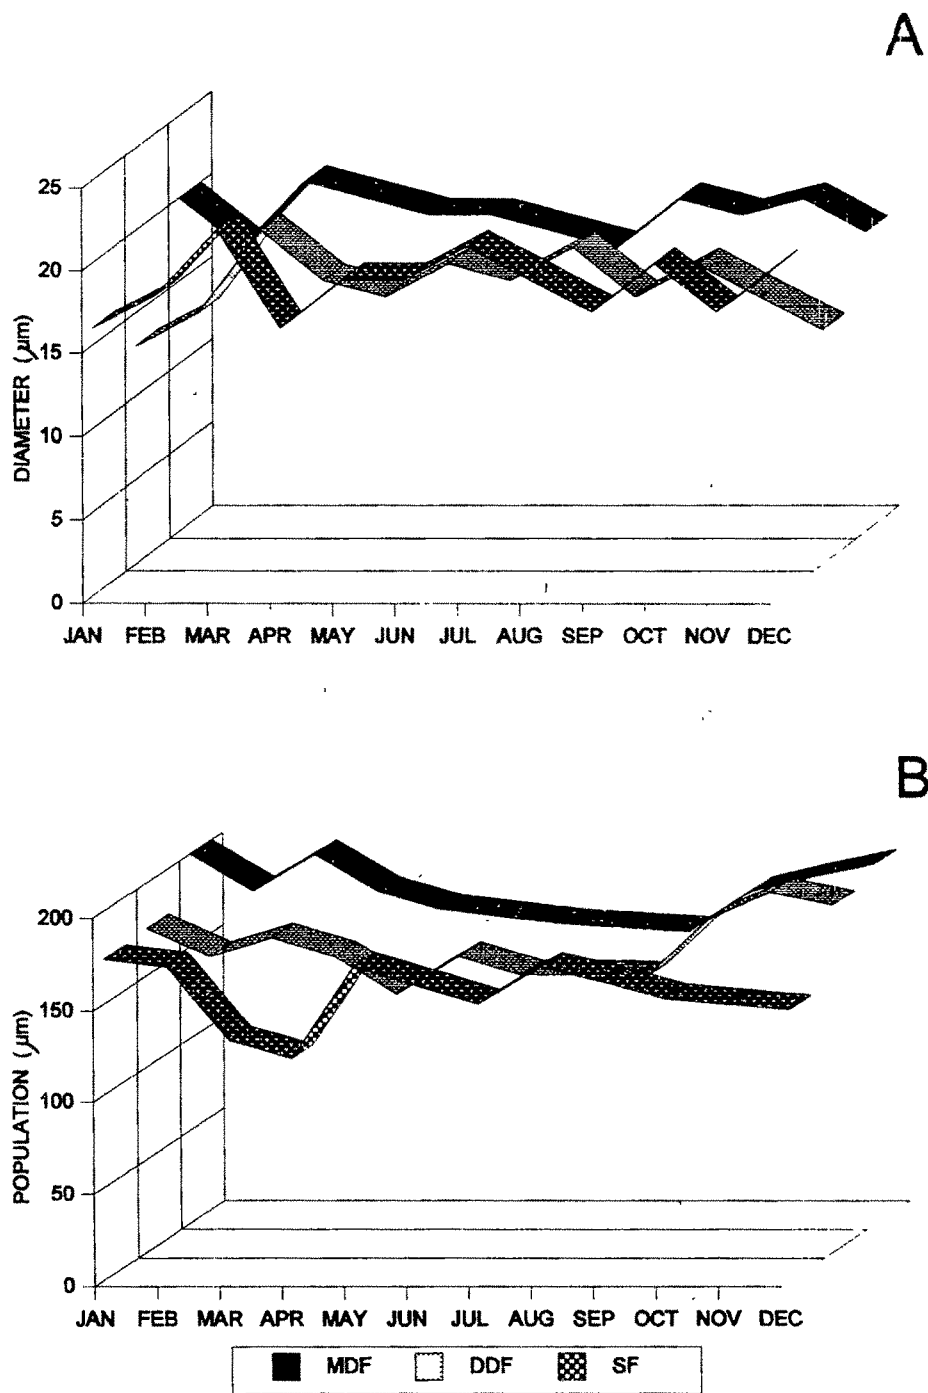 A
25
20
15
10
5
0
DIAMETER (µm)
JAN FEB MAR APR MAY JUN JUL AUG SEP OCT NOV DEC
B
200
150
100
50
0
POPULATION (µm)
JAN FEB MAR APR MAY JUN JUL AUG SEP OCT NOV DEC
MDF DDF SF